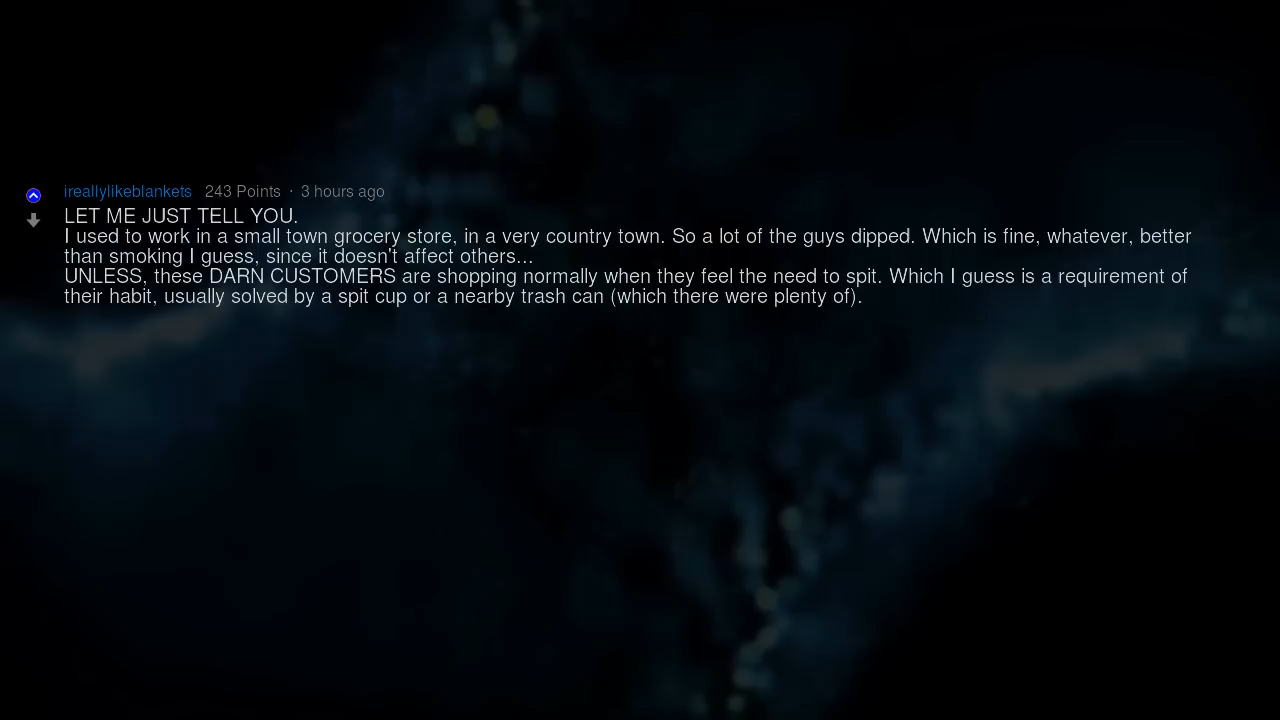 ireallylikeblankets 243 Points · 3 hours ago
LET ME JUST TELL YOU.
I used to work in a small town grocery store, in a very country town. So a lot of the guys dipped. Which is fine, whatever, better
than smoking I guess, since it doesn't affect others...
UNLESS, these DARN CUSTOMERS are shopping normally when they feel the need to spit. Which I guess is a requirement of
their habit, usually solved by a spit cup or a nearby trash can (which there were plenty of).